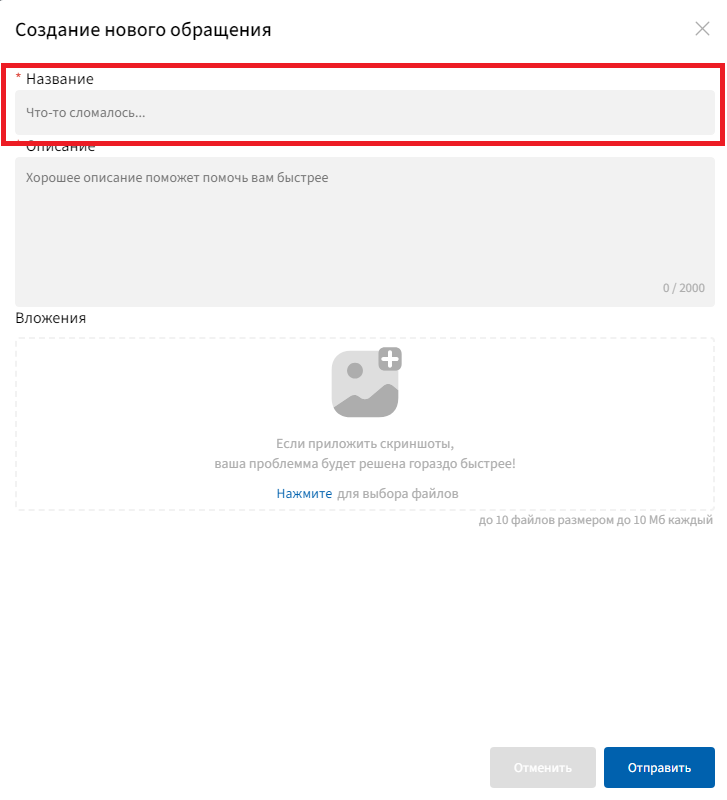 Создание нового обращения
* Название
Что-то сломалось...
* Описание
Хорошее описание поможет помочь вам быстрее
0 / 2000
Вложения
Если приложить скриншоты,
ваша проблемма будет решена гораздо быстрее!
Нажмите для выбора файлов
до 10 файлов размером до 10 Мб каждый
Отменить
Отправить